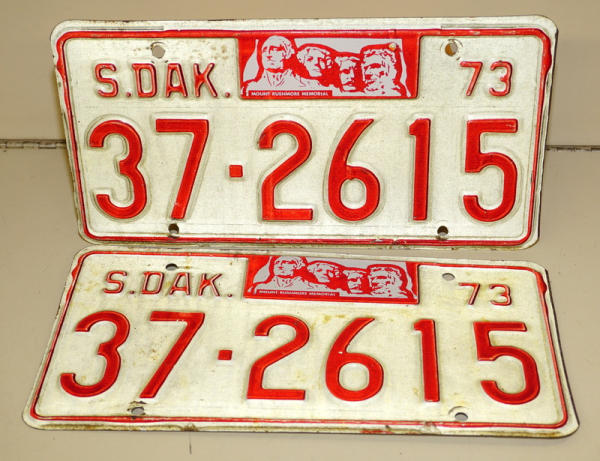 S.DAK. 73
MOUNT RUSHMORE MEMORIAL
37-2615
S.DAK. 73
MOUNT RUSHMORE MEMORIAL
37-2615